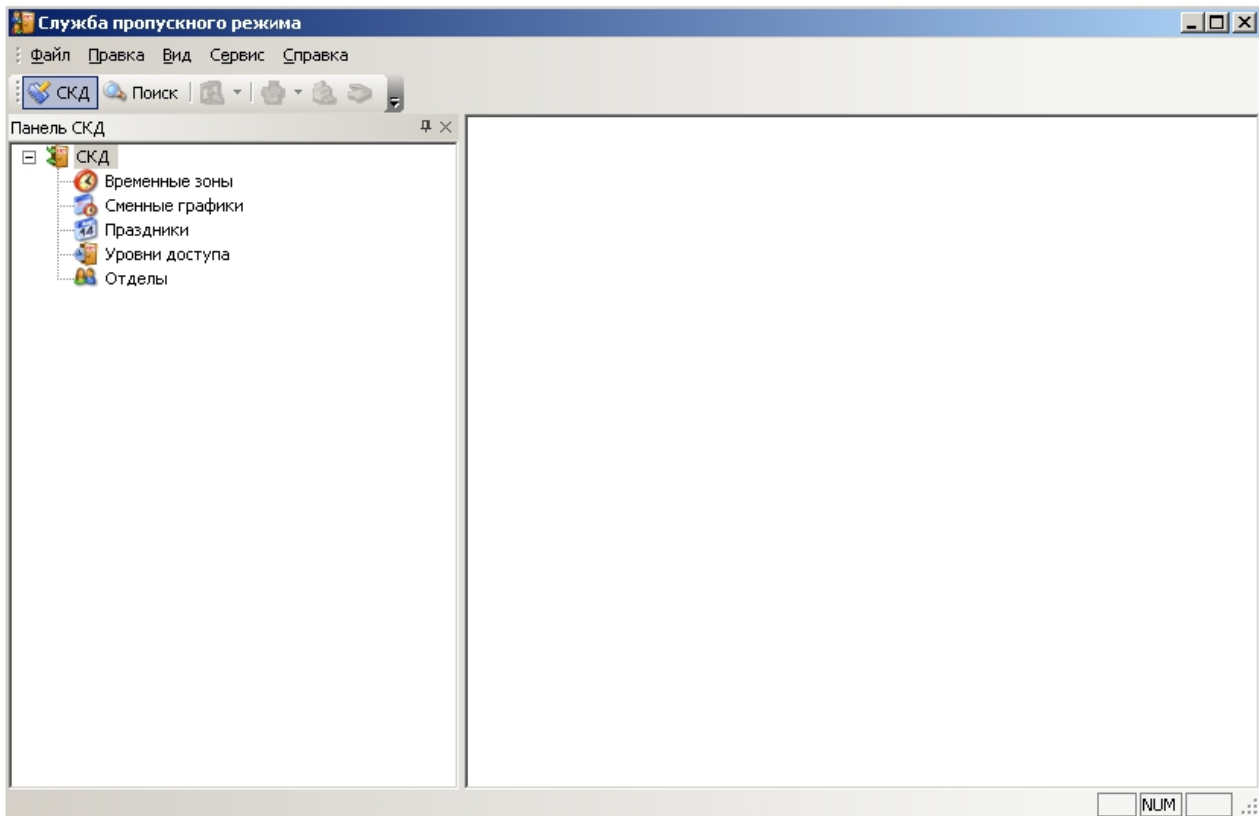 Служба пропускного режима
Файл Правка Вид Сервис Справка
СКД Поиск
Панель СКД
СКД
Временные зоны
Сменные графики
14
Праздники
Уровни доступа
Отделы
NUM